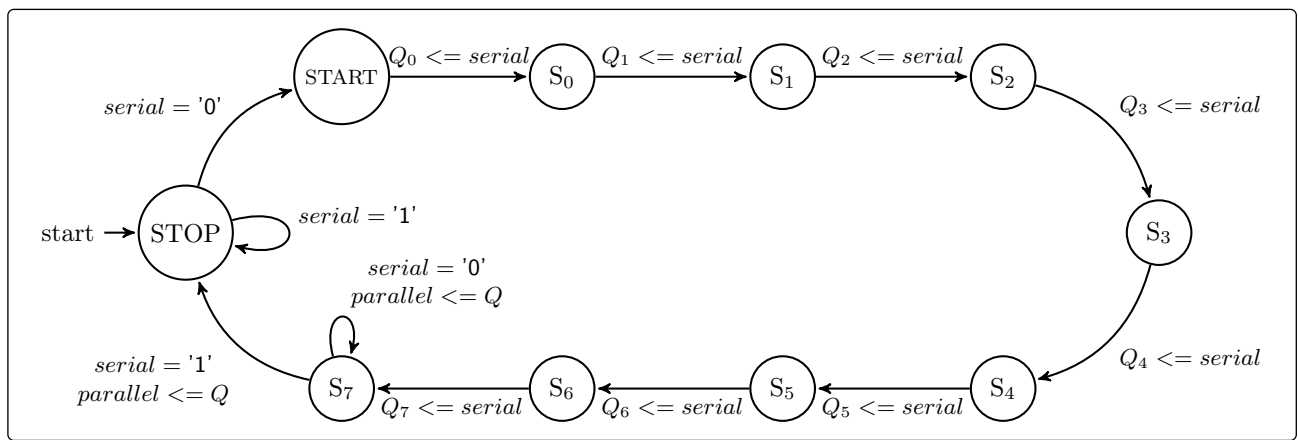 START
Q₀ <= serial
S₀
Q₁ <= serial
S₁
Q₂ <= serial
S₂
Q₃ <= serial
serial = '0'
start
STOP
serial = '1'
S₃
serial = '0'
parallel <= Q
Q₄ <= serial
serial = '1'
parallel <= Q
S₇
Q₇ <= serial
S₆
Q₆ <= serial
S₅
Q₅ <= serial
S₄